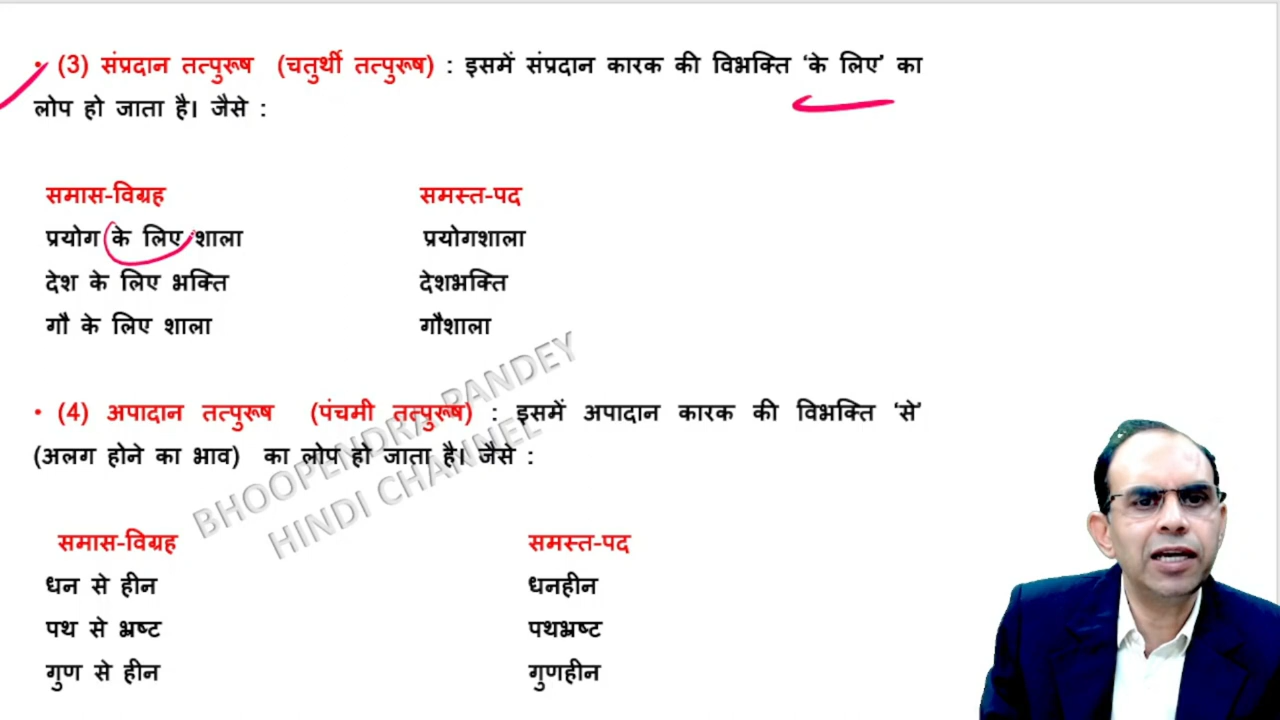 • (3) संप्रदान तत्पुरूष (चतुर्थी तत्पुरूष) : इसमें संप्रदान कारक की विभक्ति ‘के लिए’ का
लोप हो जाता है। जैसे :
समास-विग्रह समस्त-पद
प्रयोग के लिए शाला प्रयोगशाला
देश के लिए भक्ति देशभक्ति
गौ के लिए शाला गौशाला
• (4) अपादान तत्पुरूष (पंचमी तत्पुरूष) : इसमें अपादान कारक की विभक्ति ‘से’
(अलग होने का भाव) का लोप हो जाता है। जैसे :
BHOOPENDRA PANDEY
HINDI CHANNEL
समास-विग्रह समस्त-पद
धन से हीन धनहीन
पथ से भ्रष्ट पथभ्रष्ट
गुण से हीन गुणहीन